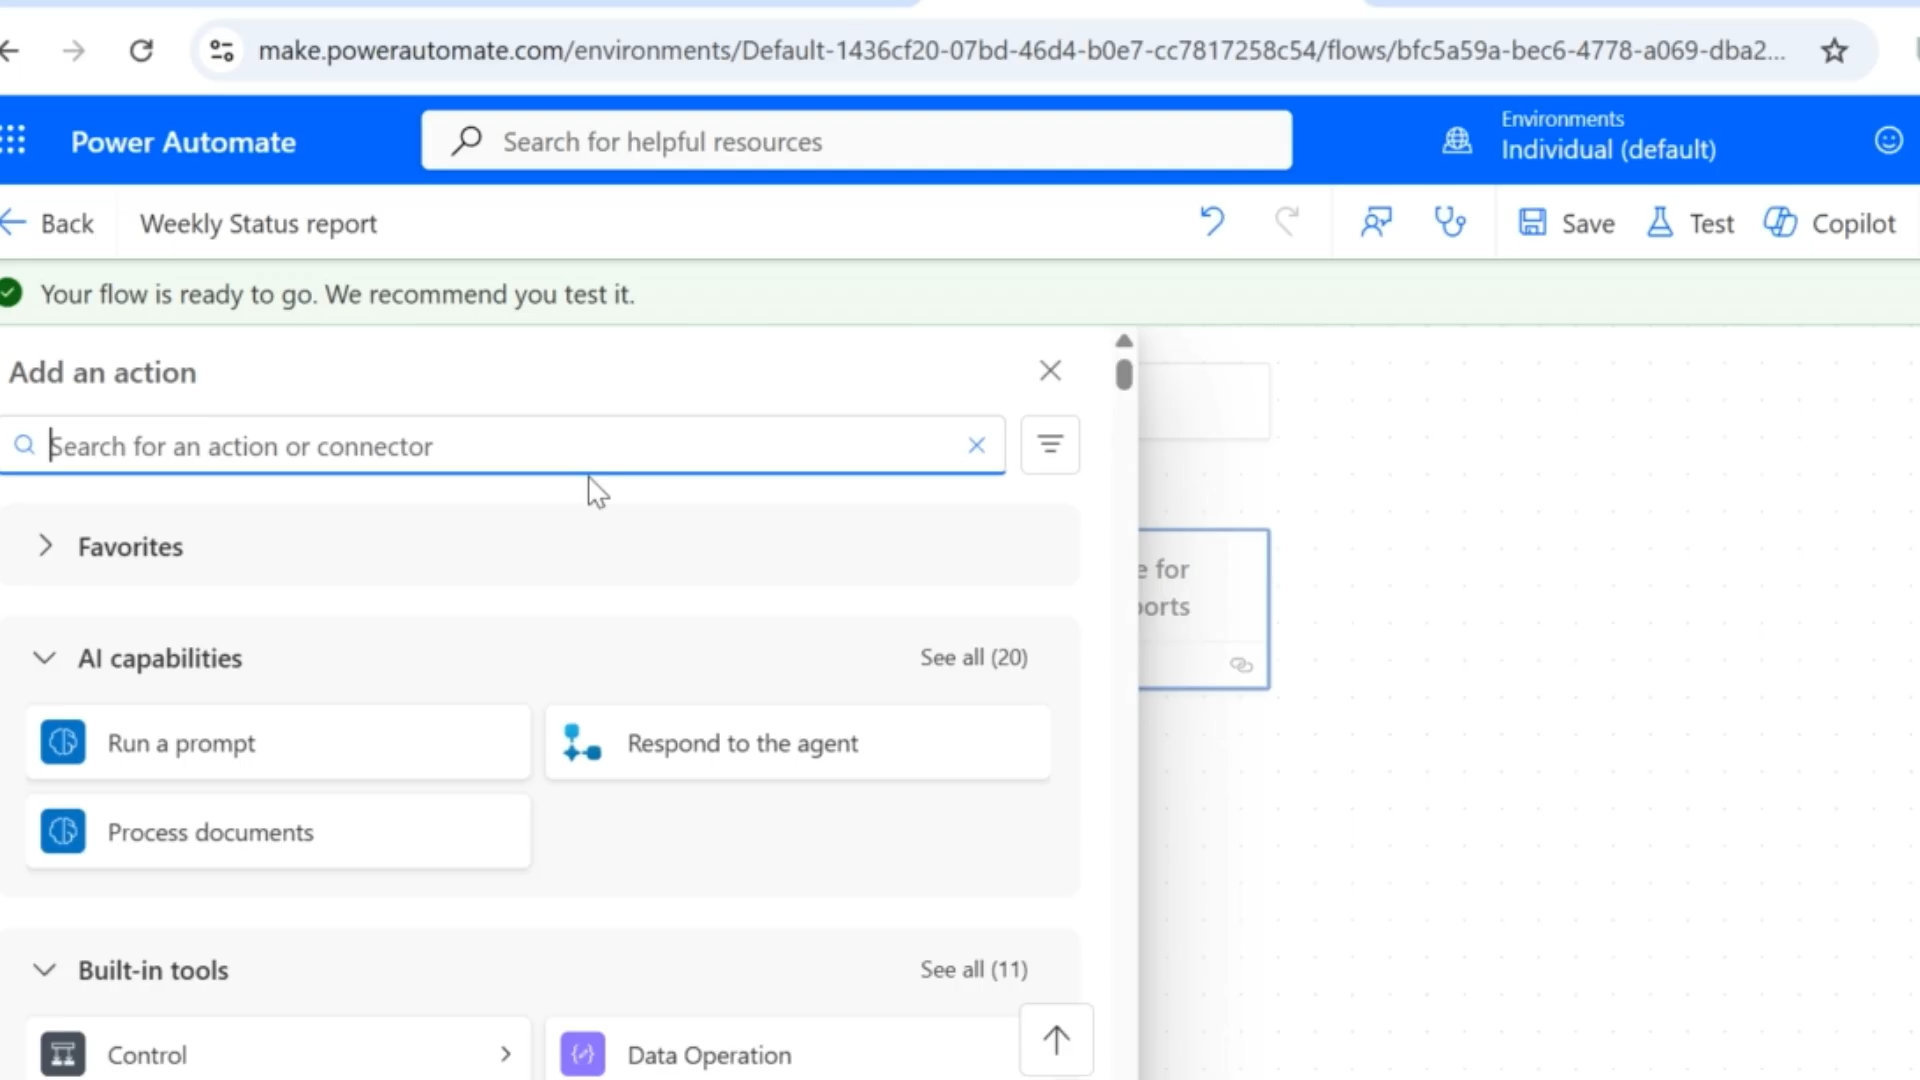 make.powerautomate.com/environments/Default-1436cf20-07bd-46d4-b0e7-cc7817258c54/flows/bfc5a59a-bec6-4778-a069-dba2...
Power Automate
Search for helpful resources
Environments
Individual (default)
Back
Weekly Status report
Save
Test
Copilot
Your flow is ready to go. We recommend you test it.
Add an action
Search for an action or connector
Favorites
e for
ports
AI capabilities
See all (20)
Run a prompt
Respond to the agent
Process documents
Built-in tools
See all (11)
Control
Data Operation